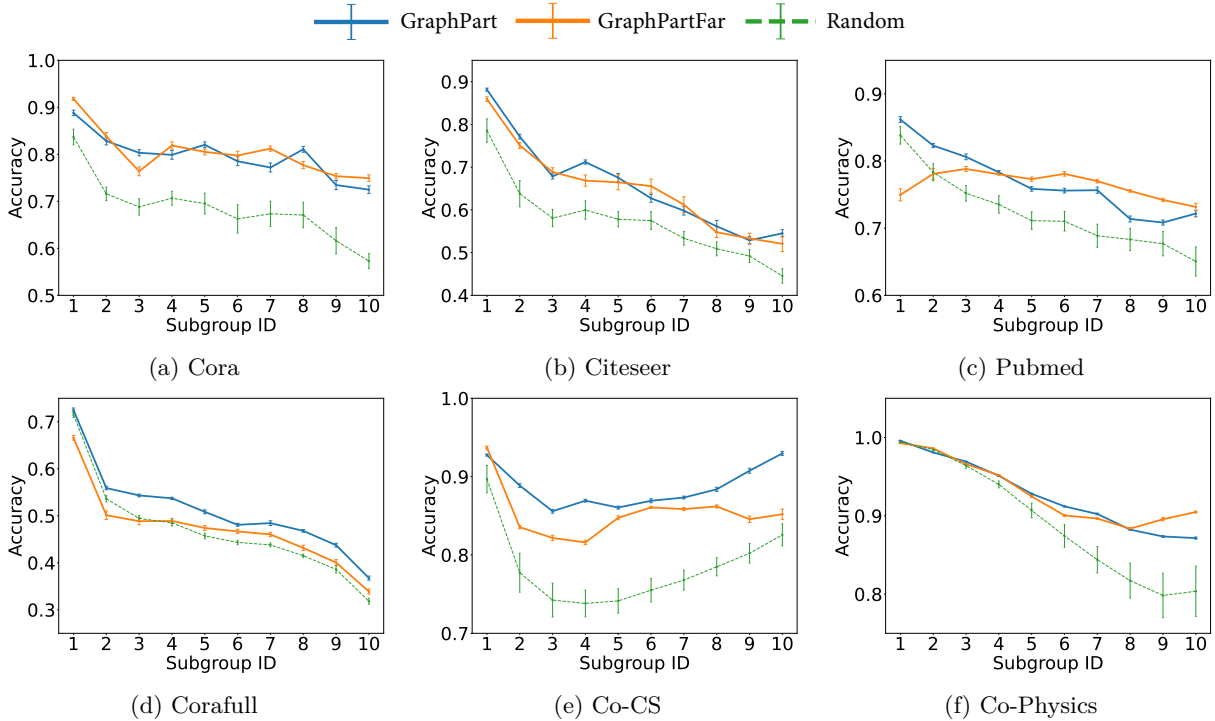 GraphPart GraphPartFar Random
1.0
0.9
0.8
0.7
0.6
0.5
Accuracy
1 2 3 4 5 6 7 8 9 10
Subgroup ID
(a) Cora
0.9
0.8
0.7
0.6
0.5
0.4
Accuracy
1 2 3 4 5 6 7 8 9 10
Subgroup ID
(b) Citeseer
0.9
0.8
0.7
0.6
Accuracy
1 2 3 4 5 6 7 8 9 10
Subgroup ID
(c) Pubmed
0.7
0.6
0.5
0.4
0.3
Accuracy
1 2 3 4 5 6 7 8 9 10
Subgroup ID
(d) Corafull
1.0
0.9
0.8
0.7
Accuracy
1 2 3 4 5 6 7 8 9 10
Subgroup ID
(e) Co-CS
1.0
0.9
0.8
Accuracy
1 2 3 4 5 6 7 8 9 10
Subgroup ID
(f) Co-Physics